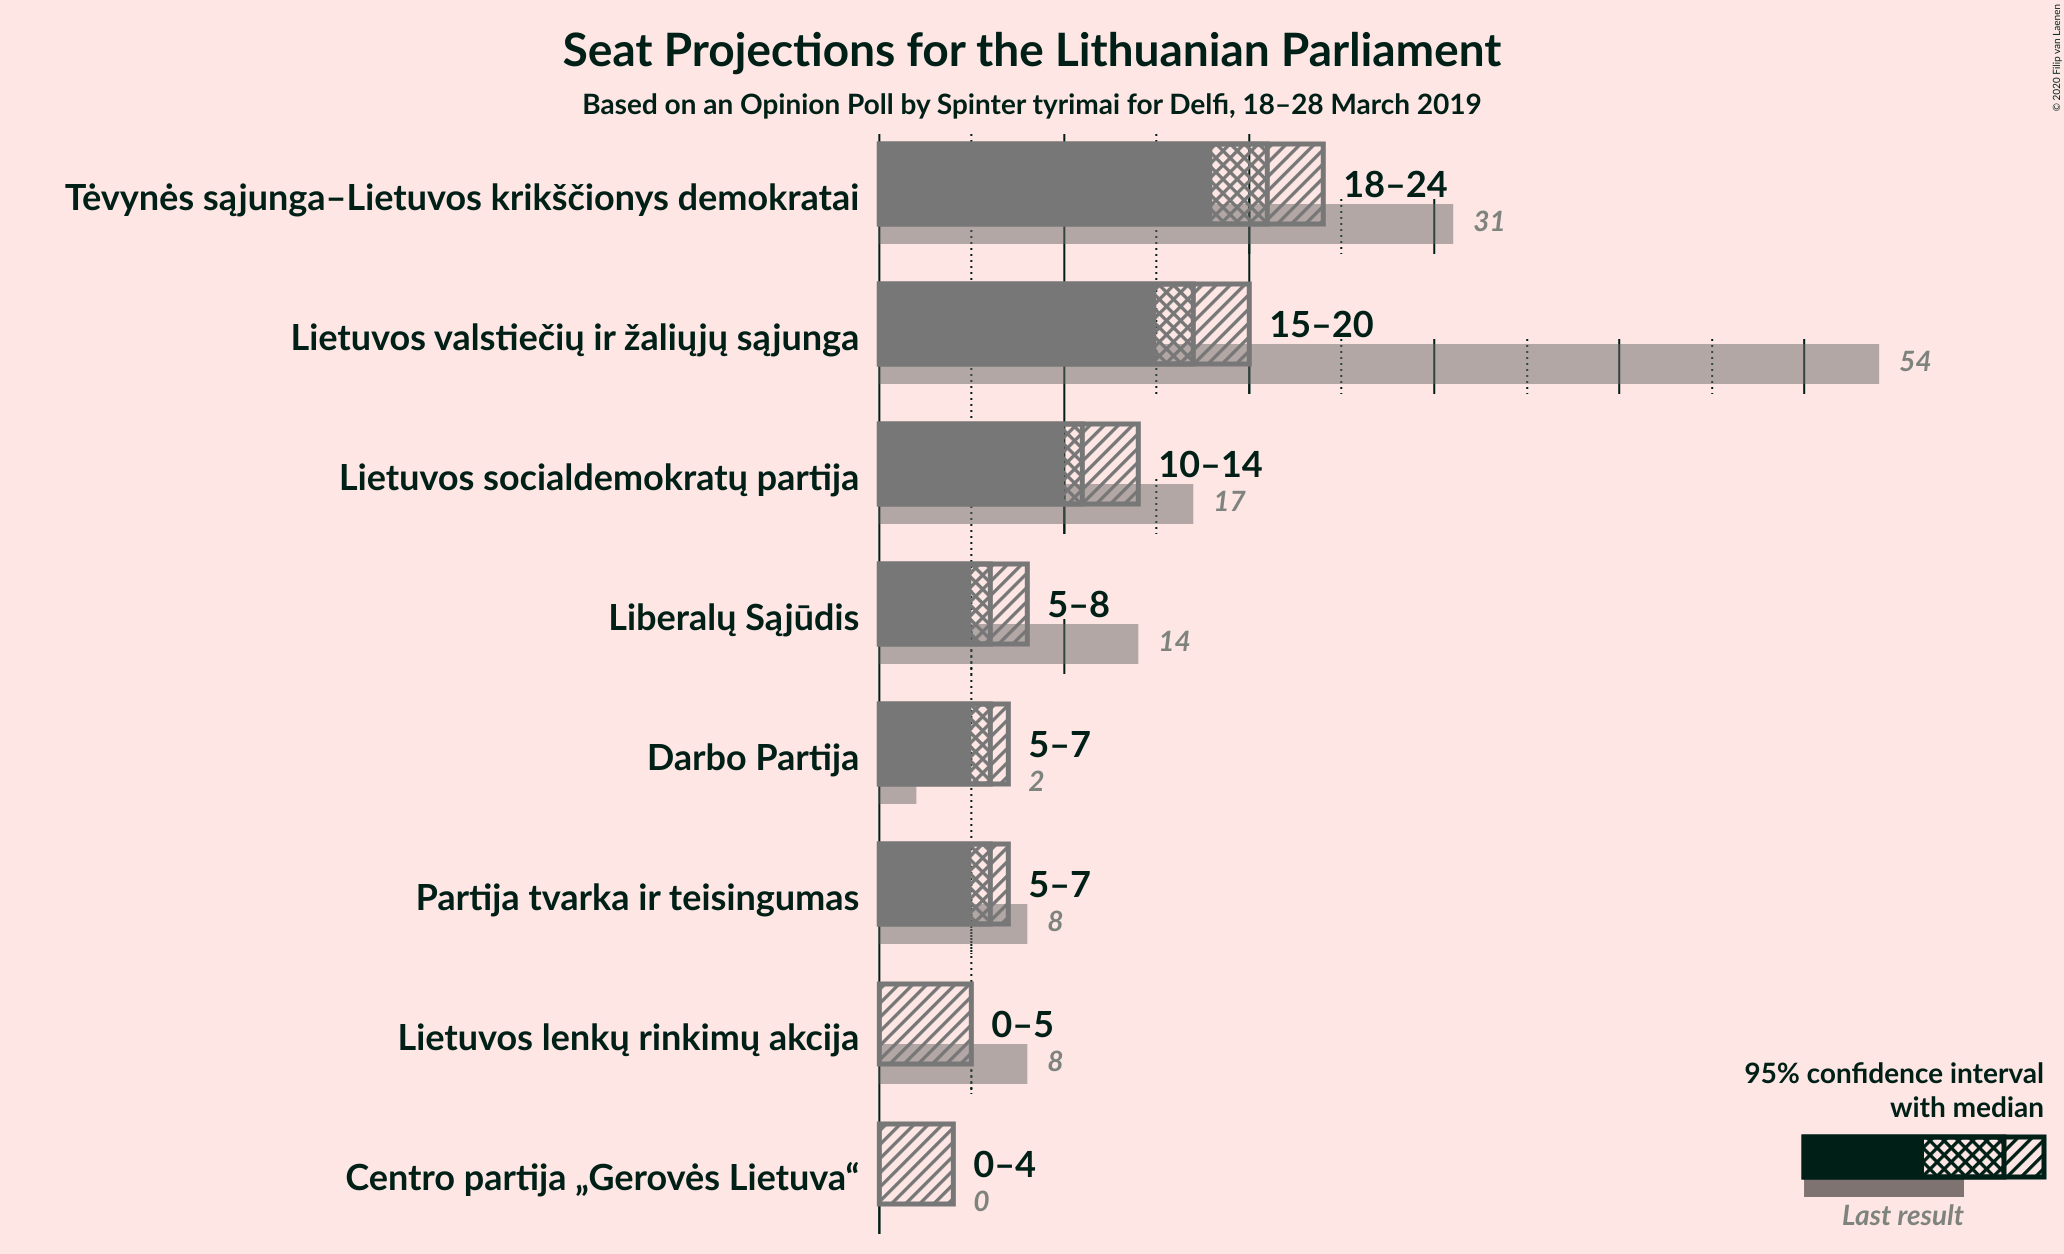 Seat Projections for the Lithuanian Parliament
Based on an Opinion Poll by Spinter tyrimai for Delfi, 18–28 March 2019
© 2020 Filip van Laenen
Tėvynės sąjunga–Lietuvos krikščionys demokratai
18–24
31
Lietuvos valstiečių ir žaliųjų sąjunga
15–20
54
Lietuvos socialdemokratų partija
10–14
17
Liberalų Sąjūdis
5–8
14
Darbo Partija
5–7
2
Partija tvarka ir teisingumas
5–7
8
Lietuvos lenkų rinkimų akcija
0–5
8
Centro partija „Gerovės Lietuva“
0–4
0
95% confidence interval
with median
Last result